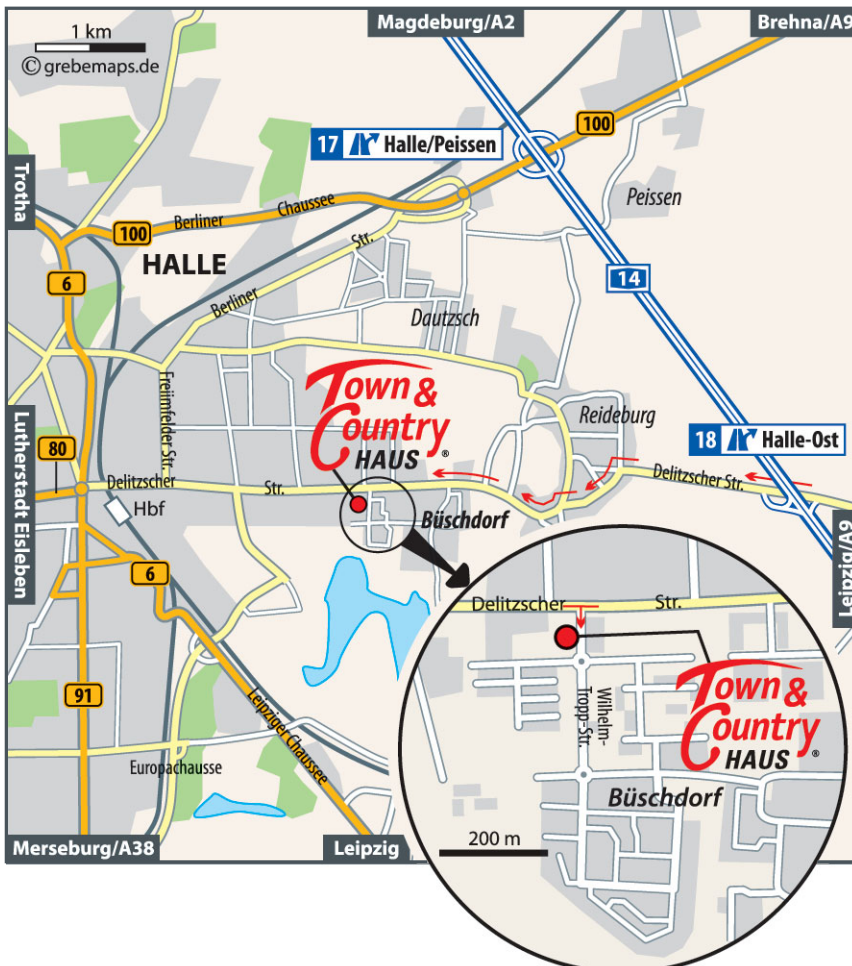 Magdeburg/A2
Brehna/A9
1 km
© grebemaps.de
100
17 Halle/Peissen
Trotha
Peissen
Berliner Chaussee
100
HALLE
Str.
14
6
Berliner
Dautzsch
Freiimfelder Str.
Town &
Country
HAUS ®
Reideburg
18 Halle-Ost
Lutherstadt Eisleben
80
Delitzscher Str.
Delitzscher Str.
Hbf
Büschdorf
Leipzig/A9
6
Delitzscher Str.
91
Leipziger Chaussee
Wilhelm-
Tropp-Str.
Town &
Country
HAUS ®
Europachausse
Büschdorf
200 m
Merseburg/A38
Leipzig